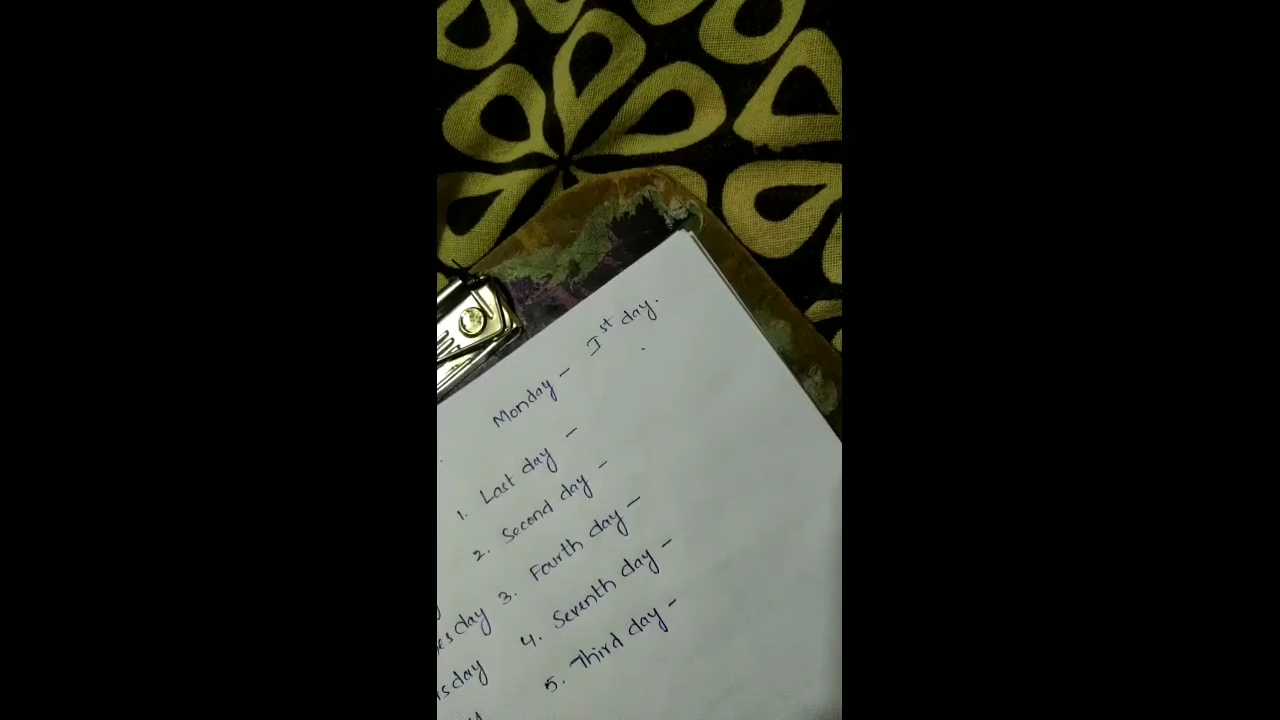 Monday - Ist day.
1. Last day -
2. Second day -
3. Fourth day -
4. Seventh day -
5. Third day -